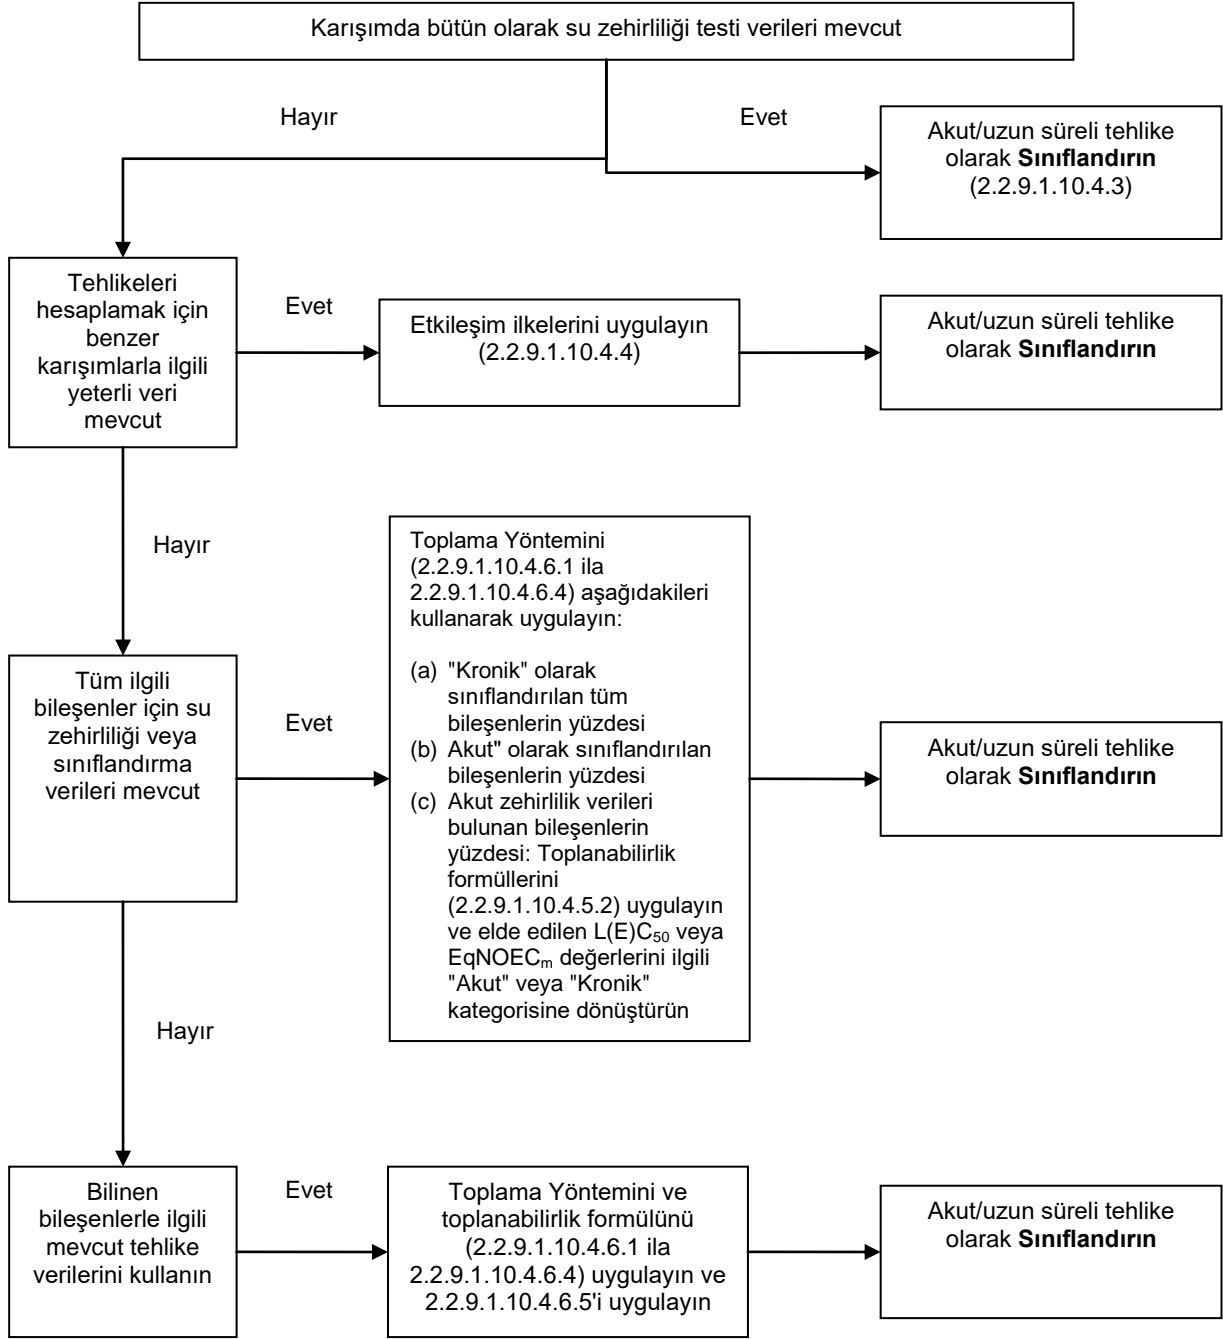 Karışımda bütün olarak su zehirliliği testi verileri mevcut
Hayır
Evet
Akut/uzun süreli tehlike
olarak Sınıflandırın
(2.2.9.1.10.4.3)
Tehlikeleri
hesaplamak için
benzer
karışımlarla ilgili
yeterli veri
mevcut
Evet
Etkileşim ilkelerini uygulayın
(2.2.9.1.10.4.4)
Akut/uzun süreli tehlike
olarak Sınıflandırın
Hayır
Tüm ilgili
bileşenler için su
zehirliliği veya
sınıflandırma
verileri mevcut
Evet
Toplama Yöntemini
(2.2.9.1.10.4.6.1 ila
2.2.9.1.10.4.6.4) aşağıdakileri
kullanarak uygulayın:
(a) "Kronik" olarak
sınıflandırılan tüm
bileşenlerin yüzdesi
(b) Akut" olarak sınıflandırılan
bileşenlerin yüzdesi
(c) Akut zehirlilik verileri
bulunan bileşenlerin
yüzdesi: Toplanabilirlik
formüllerini
(2.2.9.1.10.4.5.2) uygulayın
ve elde edilen L(E)C₅₀ veya
EqNOECₘ değerlerini ilgili
"Akut" veya "Kronik"
kategorisine dönüştürün
Akut/uzun süreli tehlike
olarak Sınıflandırın
Hayır
Bilinen
bileşenlerle ilgili
mevcut tehlike
verilerini kullanın
Evet
Toplama Yöntemini ve
toplanabilirlik formülünü
(2.2.9.1.10.4.6.1 ila
2.2.9.1.10.4.6.4) uygulayın ve
2.2.9.1.10.4.6.5'i uygulayın
Akut/uzun süreli tehlike
olarak Sınıflandırın